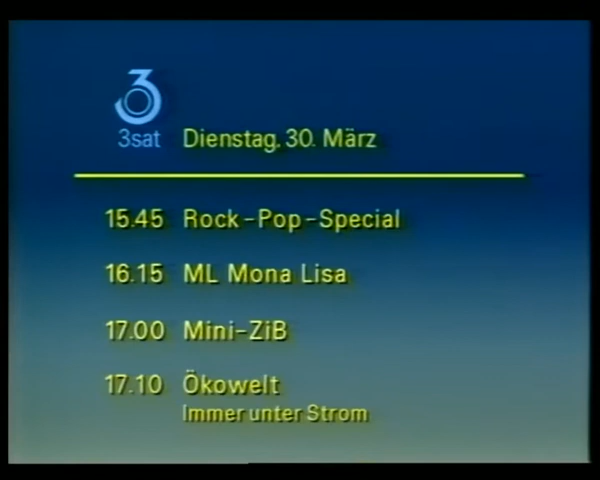 3
3sat Dienstag, 30. März
15.45 Rock-Pop-Special
16.15 ML Mona Lisa
17.00 Mini-ZiB
17.10 Ökowelt
Immer unter Strom